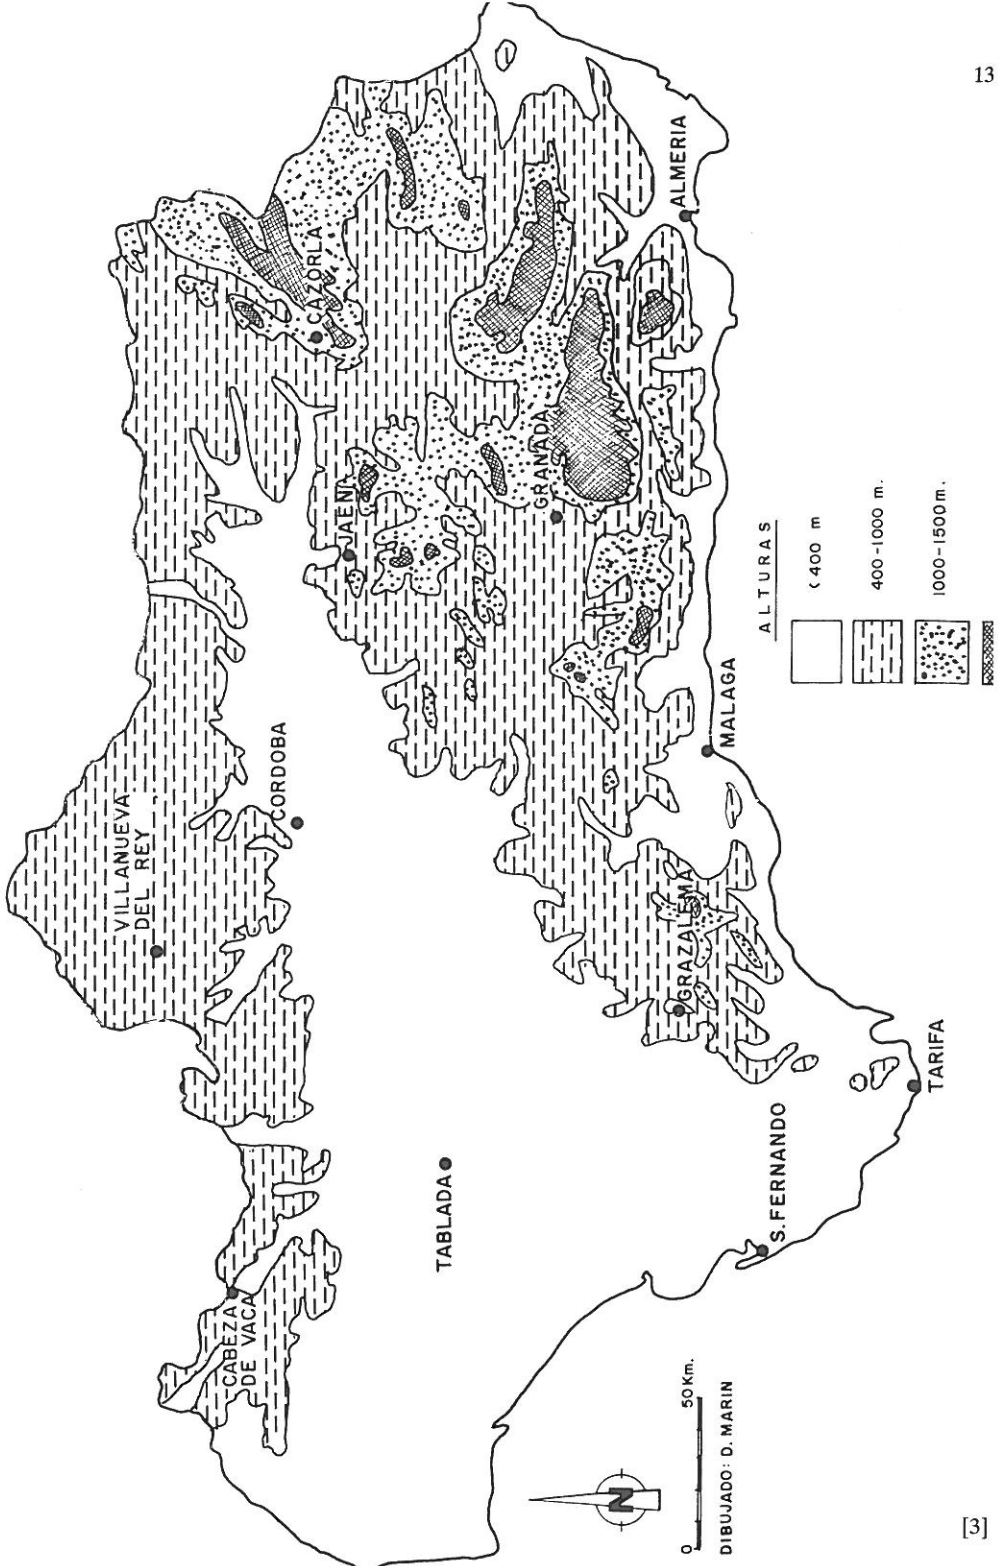 13
VILLANUEVA
DEL REY
CORDOBA
CAZORLA
JAEN
GRANADA
ALMERIA
MALAGA
GRAZALEMA
CABEZA
DE VACA
TABLADA
S. FERNANDO
TARIFA
ALTURAS
< 400 m
400-1000 m.
1000-1500m.
N
0 50 Km.
DIBUJADO: D. MARIN
[3]